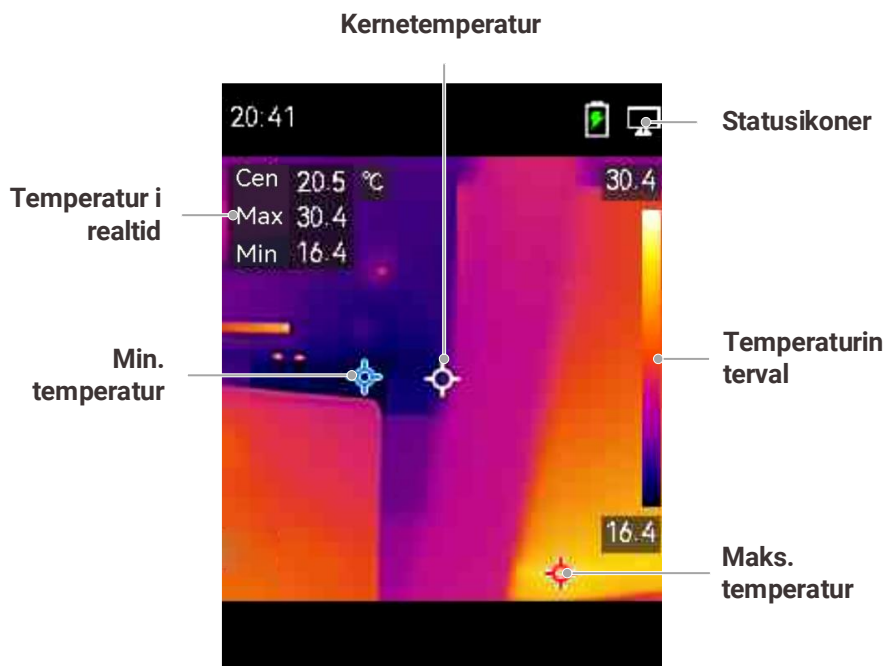 Kernetemperatur
20:41
Statusikoner
Cen 20.5 °C
30.4
Temperatur i
realtid
Max 30.4
Min 16.4
Temperaturin
terval
Min.
temperatur
16.4
Maks.
temperatur